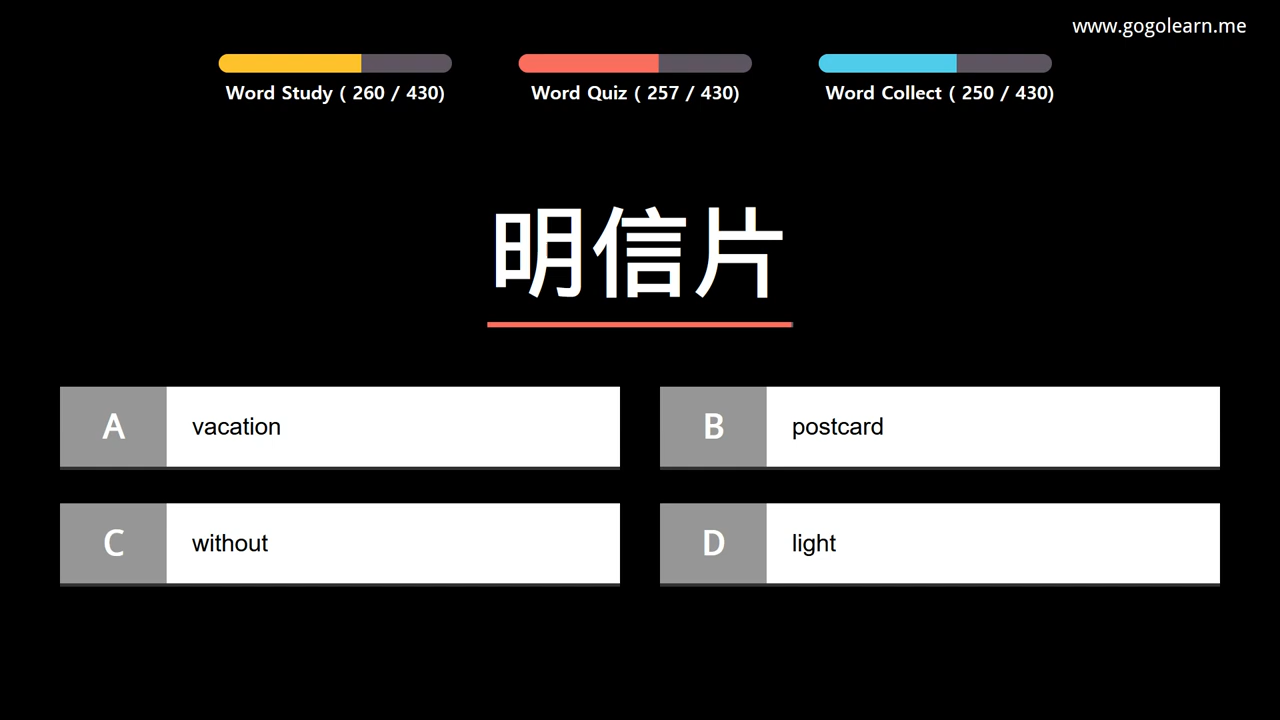 www.gogolearn.me
Word Study ( 260 / 430)
Word Quiz ( 257 / 430)
Word Collect ( 250 / 430)
明信片
A vacation
B postcard
C without
D light